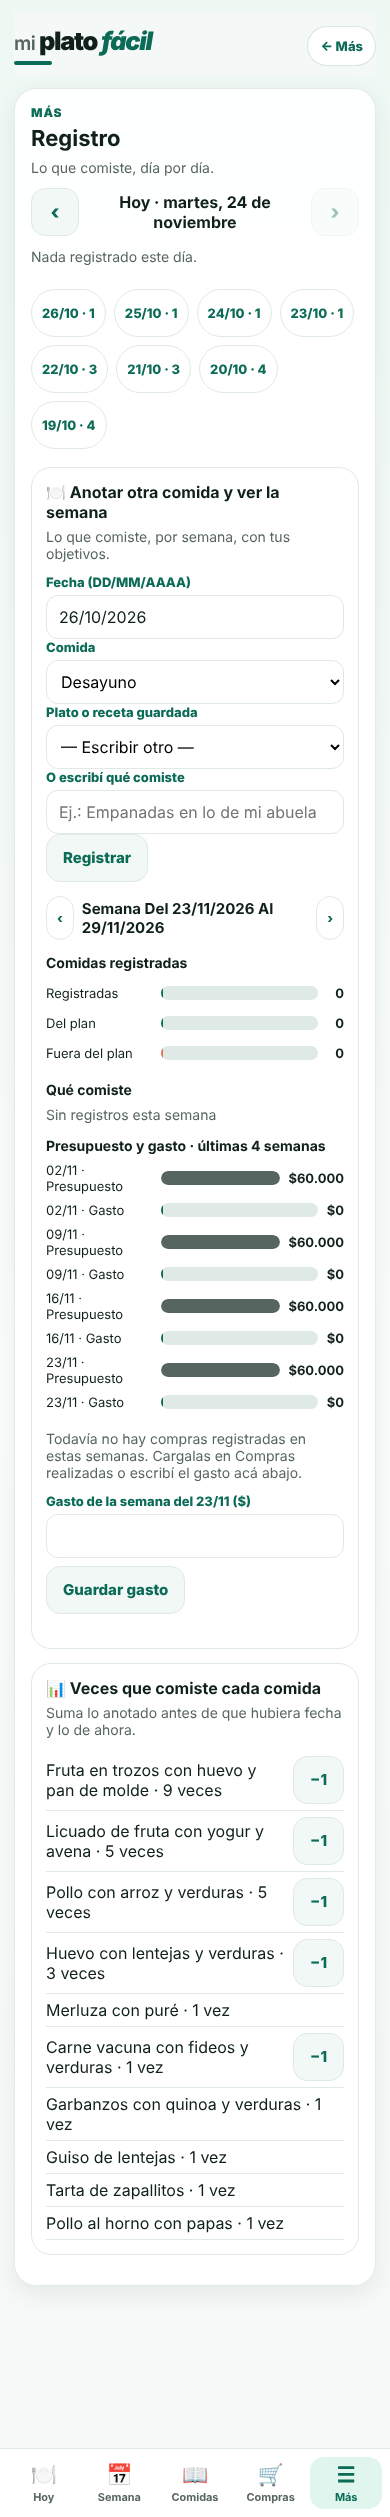 mi plato fácil
← Más
MÁS
Registro
Lo que comiste, día por día.
‹
Hoy · martes, 24 de
noviembre
›
Nada registrado este día.
26/10 · 1
25/10 · 1
24/10 · 1
23/10 · 1
22/10 · 3
21/10 · 3
20/10 · 4
19/10 · 4
🍽️ Anotar otra comida y ver la
semana
Lo que comiste, por semana, con tus
objetivos.
Fecha (DD/MM/AAAA)
26/10/2026
Comida
Desayuno
Plato o receta guardada
— Escribir otro —
O escribí qué comiste
Ej.: Empanadas en lo de mi abuela
Registrar
‹
Semana Del 23/11/2026 Al
29/11/2026
›
Comidas registradas
Registradas 0
Del plan 0
Fuera del plan 0
Qué comiste
Sin registros esta semana
Presupuesto y gasto · últimas 4 semanas
02/11 ·
Presupuesto $60.000
02/11 · Gasto $0
09/11 ·
Presupuesto $60.000
09/11 · Gasto $0
16/11 ·
Presupuesto $60.000
16/11 · Gasto $0
23/11 ·
Presupuesto $60.000
23/11 · Gasto $0
Todavía no hay compras registradas en
estas semanas. Cargalas en Compras
realizadas o escribí el gasto acá abajo.
Gasto de la semana del 23/11 ($)
Guardar gasto
📊 Veces que comiste cada comida
Suma lo anotado antes de que hubiera fecha
y lo de ahora.
Fruta en trozos con huevo y
pan de molde · 9 veces
−1
Licuado de fruta con yogur y
avena · 5 veces
−1
Pollo con arroz y verduras · 5
veces
−1
Huevo con lentejas y verduras ·
3 veces
−1
Merluza con puré · 1 vez
Carne vacuna con fideos y
verduras · 1 vez
−1
Garbanzos con quinoa y verduras · 1
vez
Guiso de lentejas · 1 vez
Tarta de zapallitos · 1 vez
Pollo al horno con papas · 1 vez
Hoy
Semana
Comidas
Compras
Más